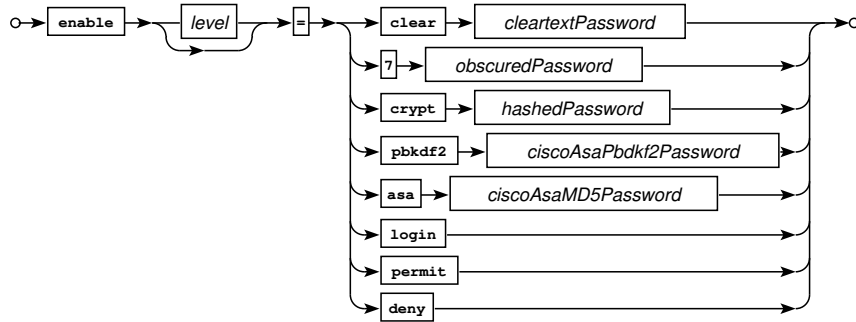 enable level = clear cleartextPassword
7 obscuredPassword
crypt hashedPassword
pbkdf2 ciscoAsaPbdkf2Password
asa ciscoAsaMD5Password
login
permit
deny